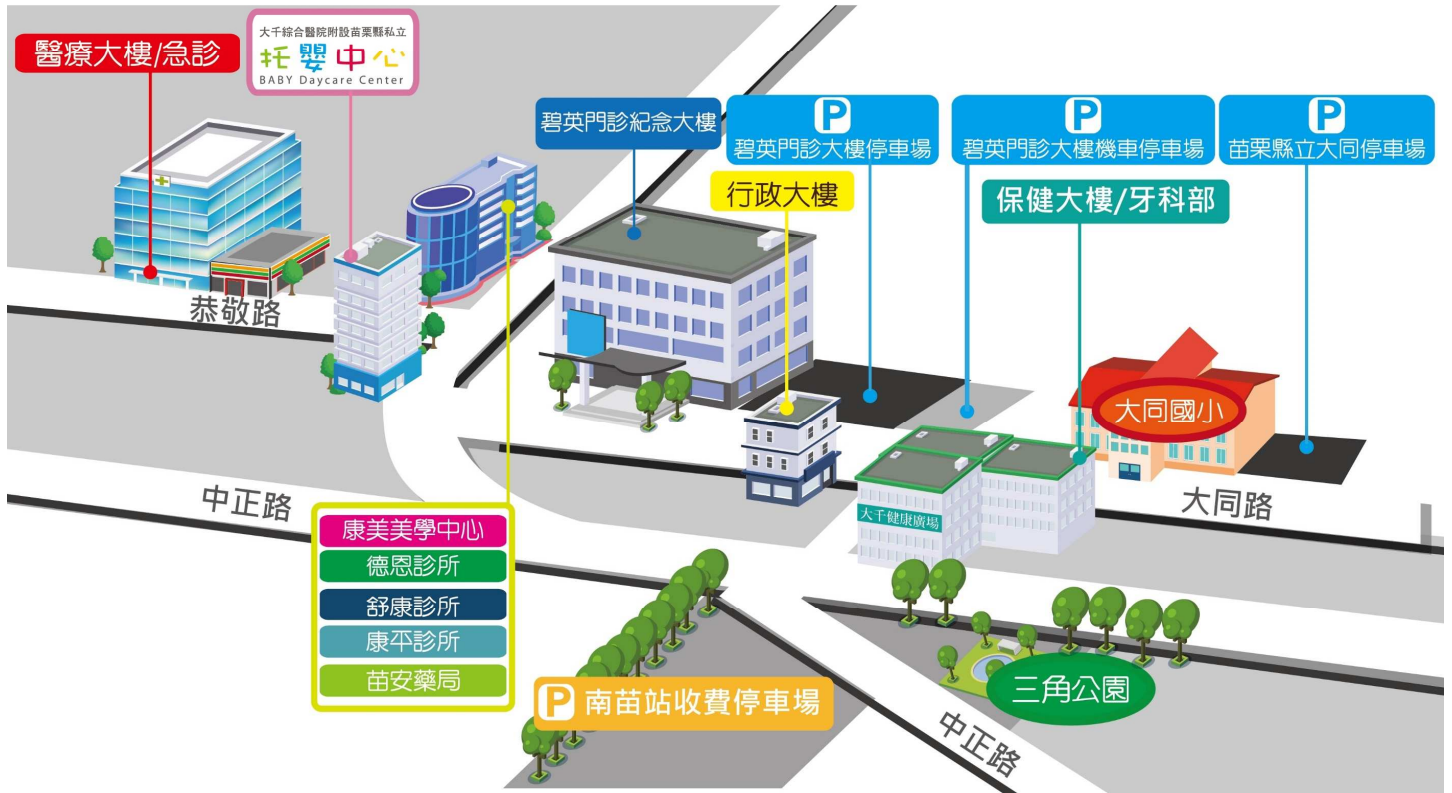 醫療大樓/急診
大千綜合醫院附設苗栗縣私立
托嬰中心
BABY Daycare Center
碧英門診紀念大樓
P
碧英門診大樓停車場
P
碧英門診大樓機車停車場
P
苗栗縣立大同停車場
行政大樓
保健大樓/牙科部
恭敬路
大同國小
中正路
大同路
大千健康廣場
康美美學中心
德恩診所
舒康診所
康平診所
苗安藥局
P 南苗站收費停車場
三角公園
中正路